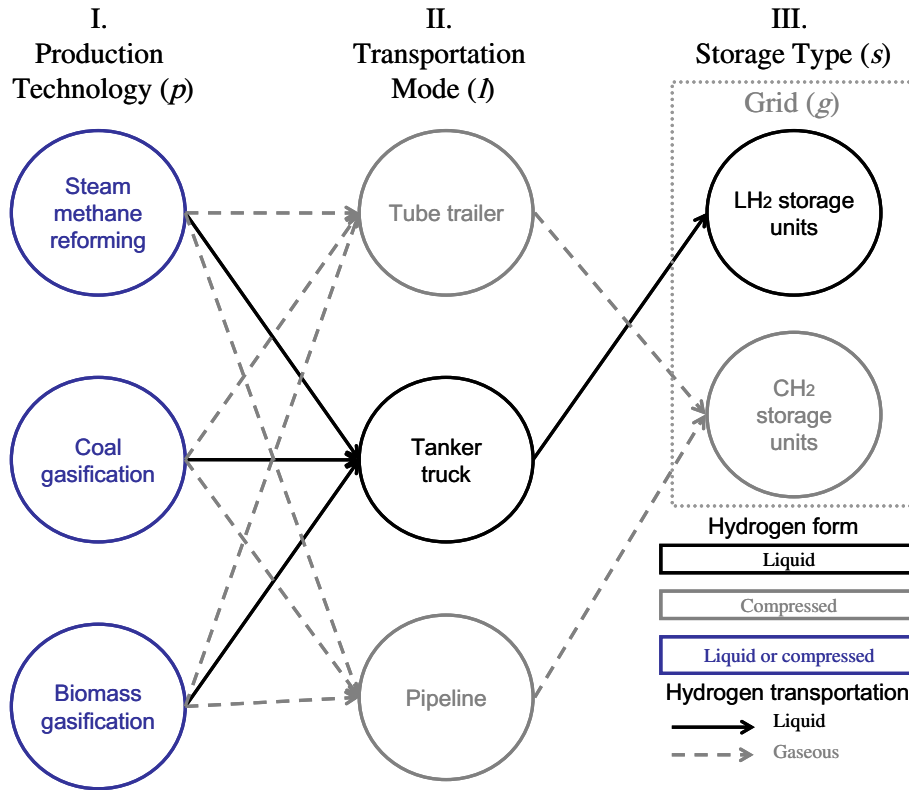 I.
Production
Technology (p)
II.
Transportation
Mode (l)
III.
Storage Type (s)
Grid (g)
Steam
methane
reforming
Tube trailer
LH2 storage
units
Coal
gasification
Tanker
truck
CH2
storage
units
Biomass
gasification
Pipeline
Hydrogen form
Liquid
Compressed
Liquid or compressed
Hydrogen transportation
Liquid
Gaseous